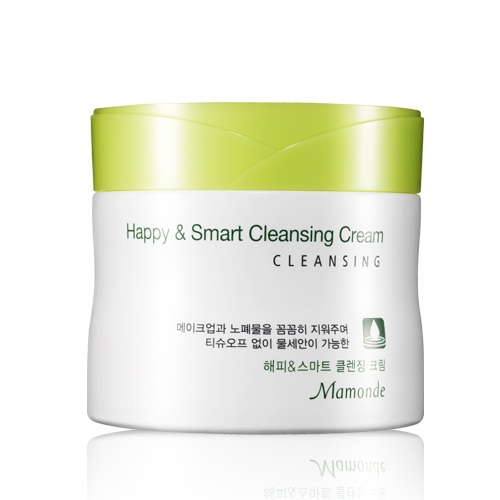 Happy & Smart Cleansing Cream
CLEANSING
메이크업과 노폐물을 꼼꼼히 지워주며
티슈오프 없이 물세안이 가능한
해피&스마트 클렌징 크림
Mamonde